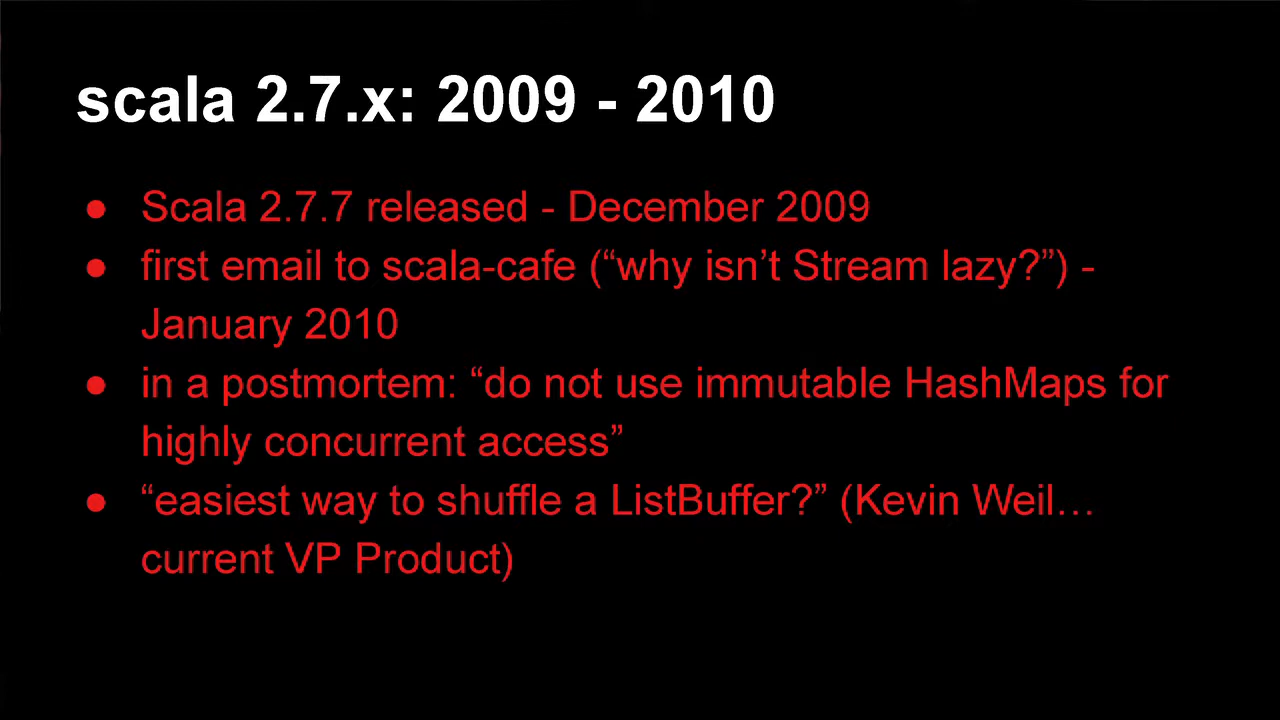 scala 2.7.x: 2009 - 2010
● Scala 2.7.7 released - December 2009
● first email to scala-cafe (“why isn’t Stream lazy?”) -
January 2010
● in a postmortem: “do not use immutable HashMaps for
highly concurrent access”
● “easiest way to shuffle a ListBuffer?” (Kevin Weil…
current VP Product)